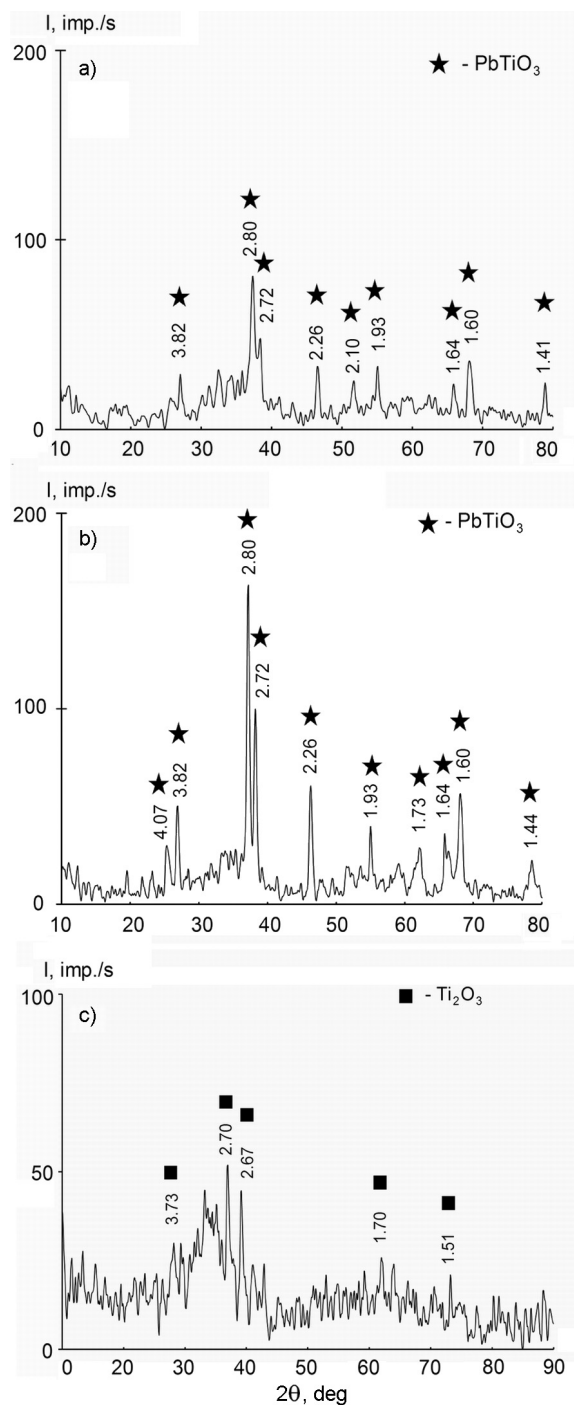 I, imp./s
200
a)
★ - PbTiO₃
2.80
100
2.72
3.82
2.26
2.10
1.93
1.64
1.60
1.41
0
10 20 30 40 50 60 70 80
I, imp./s
200
b)
★ - PbTiO₃
2.80
2.72
100
4.07
3.82
2.26
1.93
1.73
1.64
1.60
1.44
0
10 20 30 40 50 60 70 80
I, imp./s
100
c)
■ - Ti₂O₃
50
3.73
2.70
2.67
1.70
1.51
0
0 20 30 40 50 60 70 80 90
2θ, deg